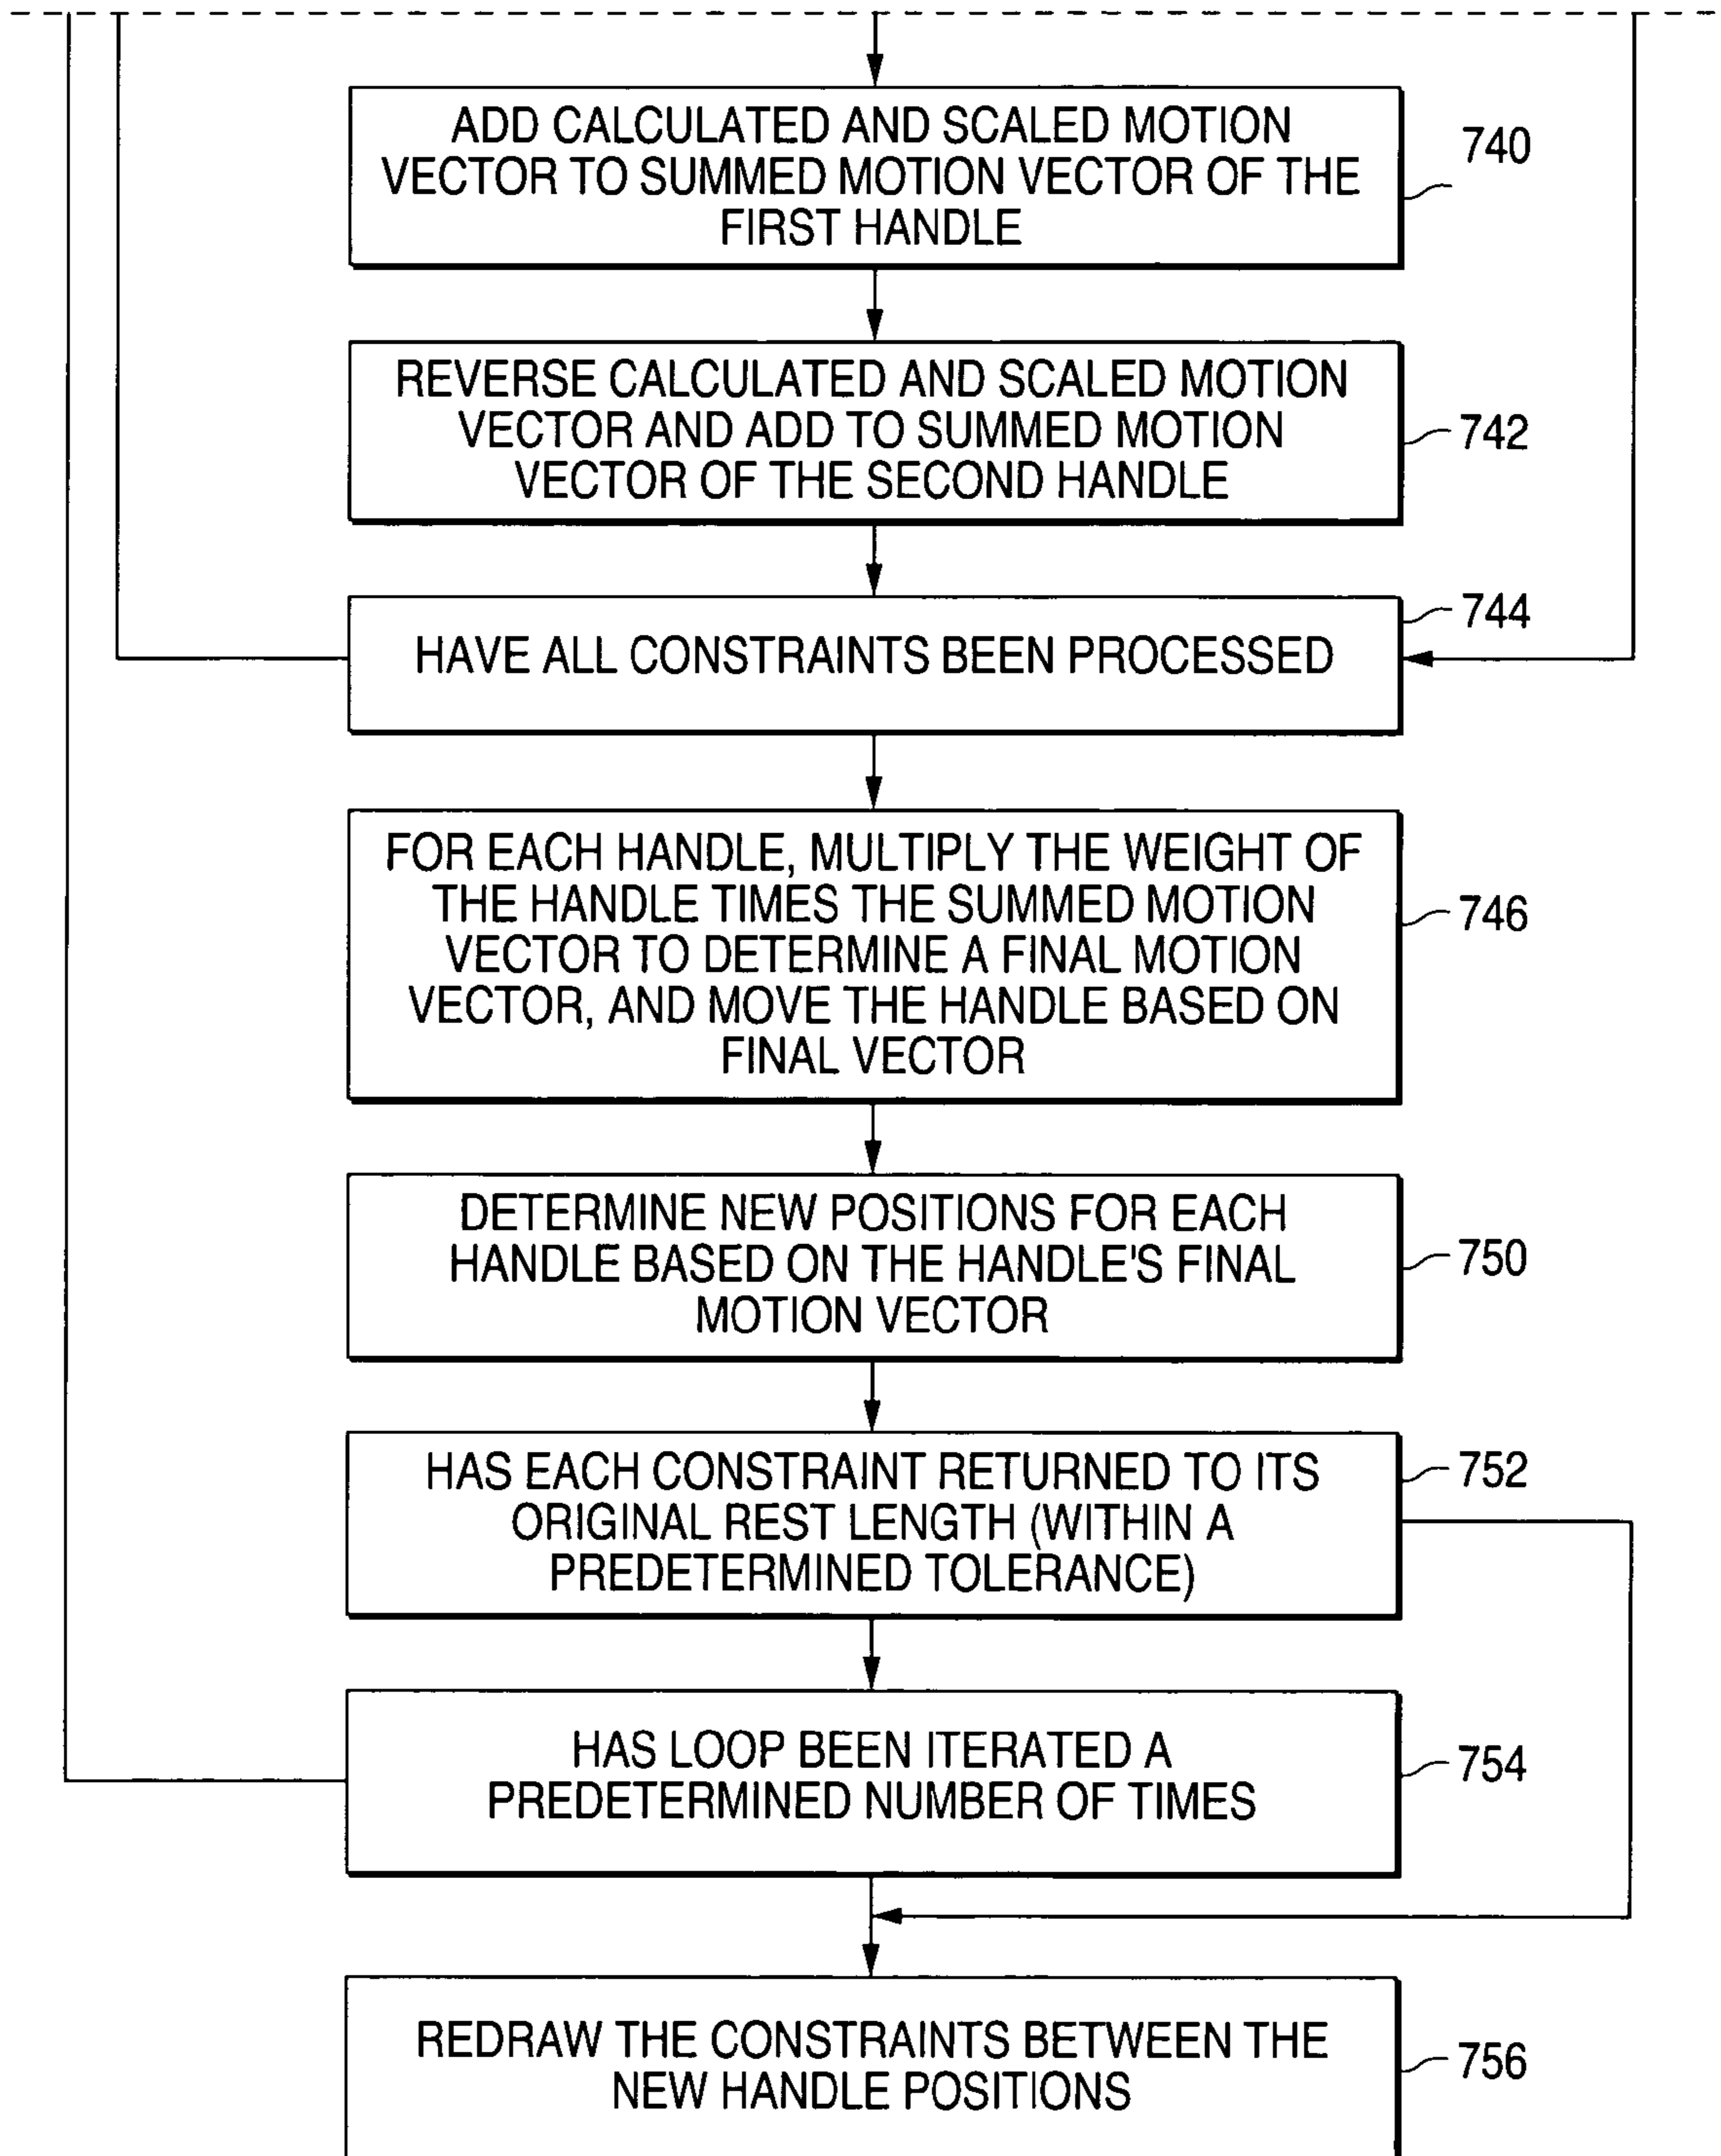 ADD CALCULATED AND SCALED MOTION
VECTOR TO SUMMED MOTION VECTOR OF THE
FIRST HANDLE
740
REVERSE CALCULATED AND SCALED MOTION
VECTOR AND ADD TO SUMMED MOTION
VECTOR OF THE SECOND HANDLE
742
HAVE ALL CONSTRAINTS BEEN PROCESSED
744
FOR EACH HANDLE, MULTIPLY THE WEIGHT OF
THE HANDLE TIMES THE SUMMED MOTION
VECTOR TO DETERMINE A FINAL MOTION
VECTOR, AND MOVE THE HANDLE BASED ON
FINAL VECTOR
746
DETERMINE NEW POSITIONS FOR EACH
HANDLE BASED ON THE HANDLE'S FINAL
MOTION VECTOR
750
HAS EACH CONSTRAINT RETURNED TO ITS
ORIGINAL REST LENGTH (WITHIN A
PREDETERMINED TOLERANCE)
752
HAS LOOP BEEN ITERATED A
PREDETERMINED NUMBER OF TIMES
754
REDRAW THE CONSTRAINTS BETWEEN THE
NEW HANDLE POSITIONS
756